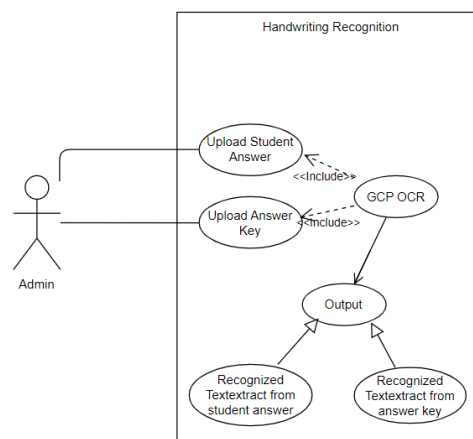 Handwriting Recognition
Upload Student
Answer
<<Include>>
GCP OCR
Upload Answer
Key
<<Include>>
Admin
Output
Recognized
Textextract from
student answer
Recognized
Textextract from
answer key